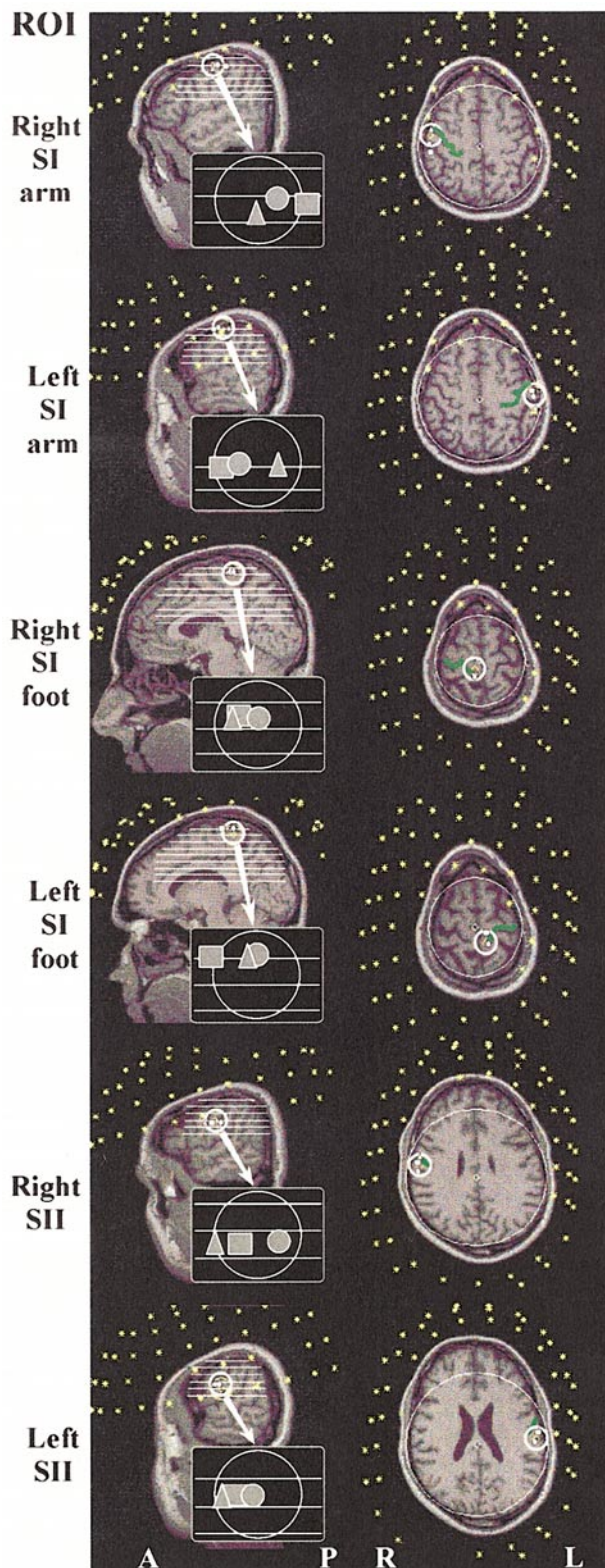 ROI
Right
SI
arm
Left
SI
arm
Right
SI
foot
Left
SI
foot
Right
SII
Left
SII
A P R L